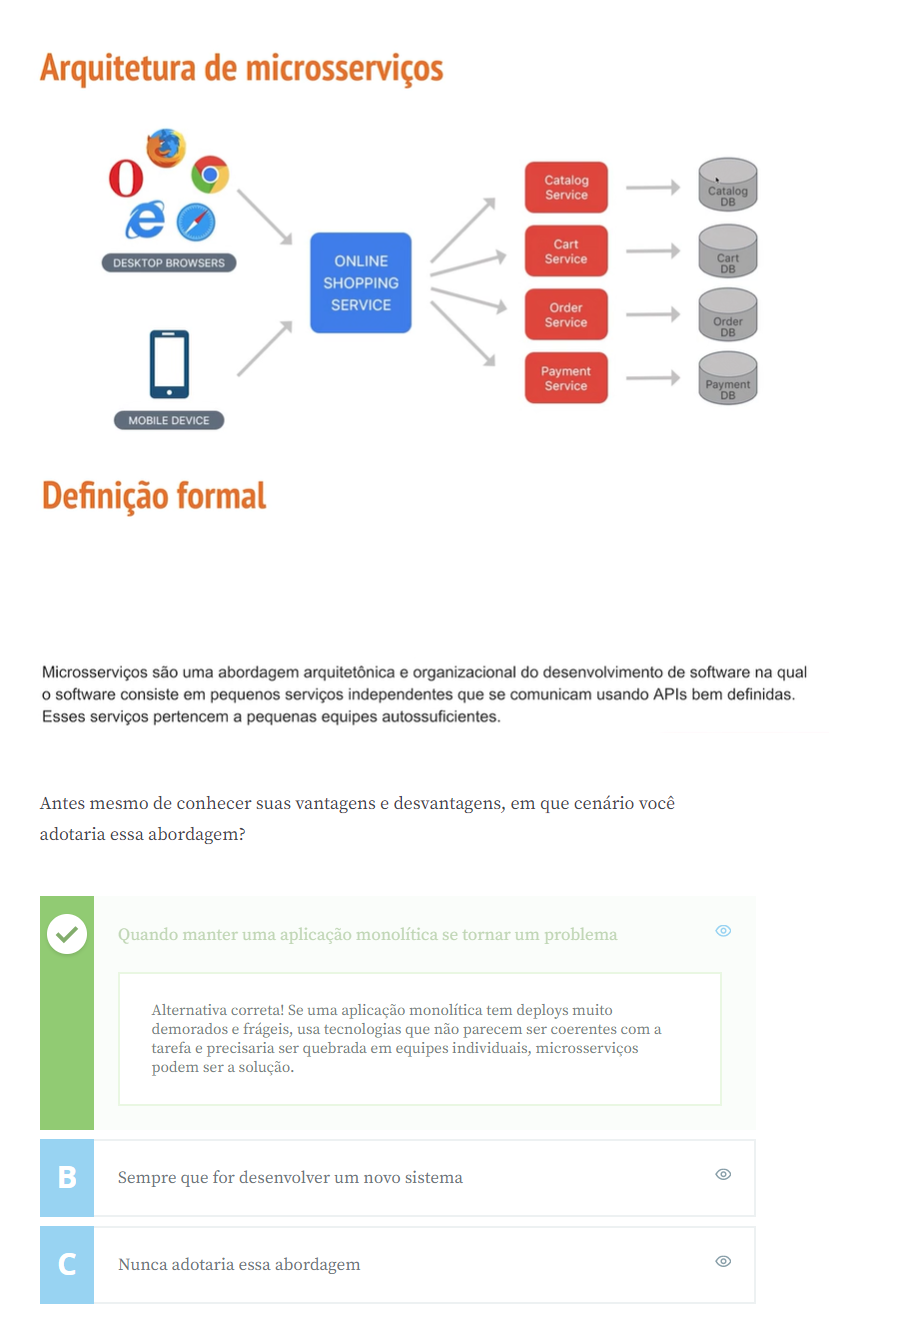 Arquitetura de microsserviços
DESKTOP BROWSERS
MOBILE DEVICE
ONLINE
SHOPPING
SERVICE
Catalog
Service
Catalog
DB
Cart
Service
Cart
DB
Order
Service
Order
DB
Payment
Service
Payment
DB
Definição formal
Microsserviços são uma abordagem arquitetônica e organizacional do desenvolvimento de software na qual
o software consiste em pequenos serviços independentes que se comunicam usando APIs bem definidas.
Esses serviços pertencem a pequenas equipes autossuficientes.
Antes mesmo de conhecer suas vantagens e desvantagens, em que cenário você
adotaria essa abordagem?
Quando manter uma aplicação monolítica se tornar um problema
Alternativa correta! Se uma aplicação monolítica tem deploys muito
demorados e frágeis, usa tecnologias que não parecem ser coerentes com a
tarefa e precisaria ser quebrada em equipes individuais, microsserviços
podem ser a solução.
B
Sempre que for desenvolver um novo sistema
C
Nunca adotaria essa abordagem